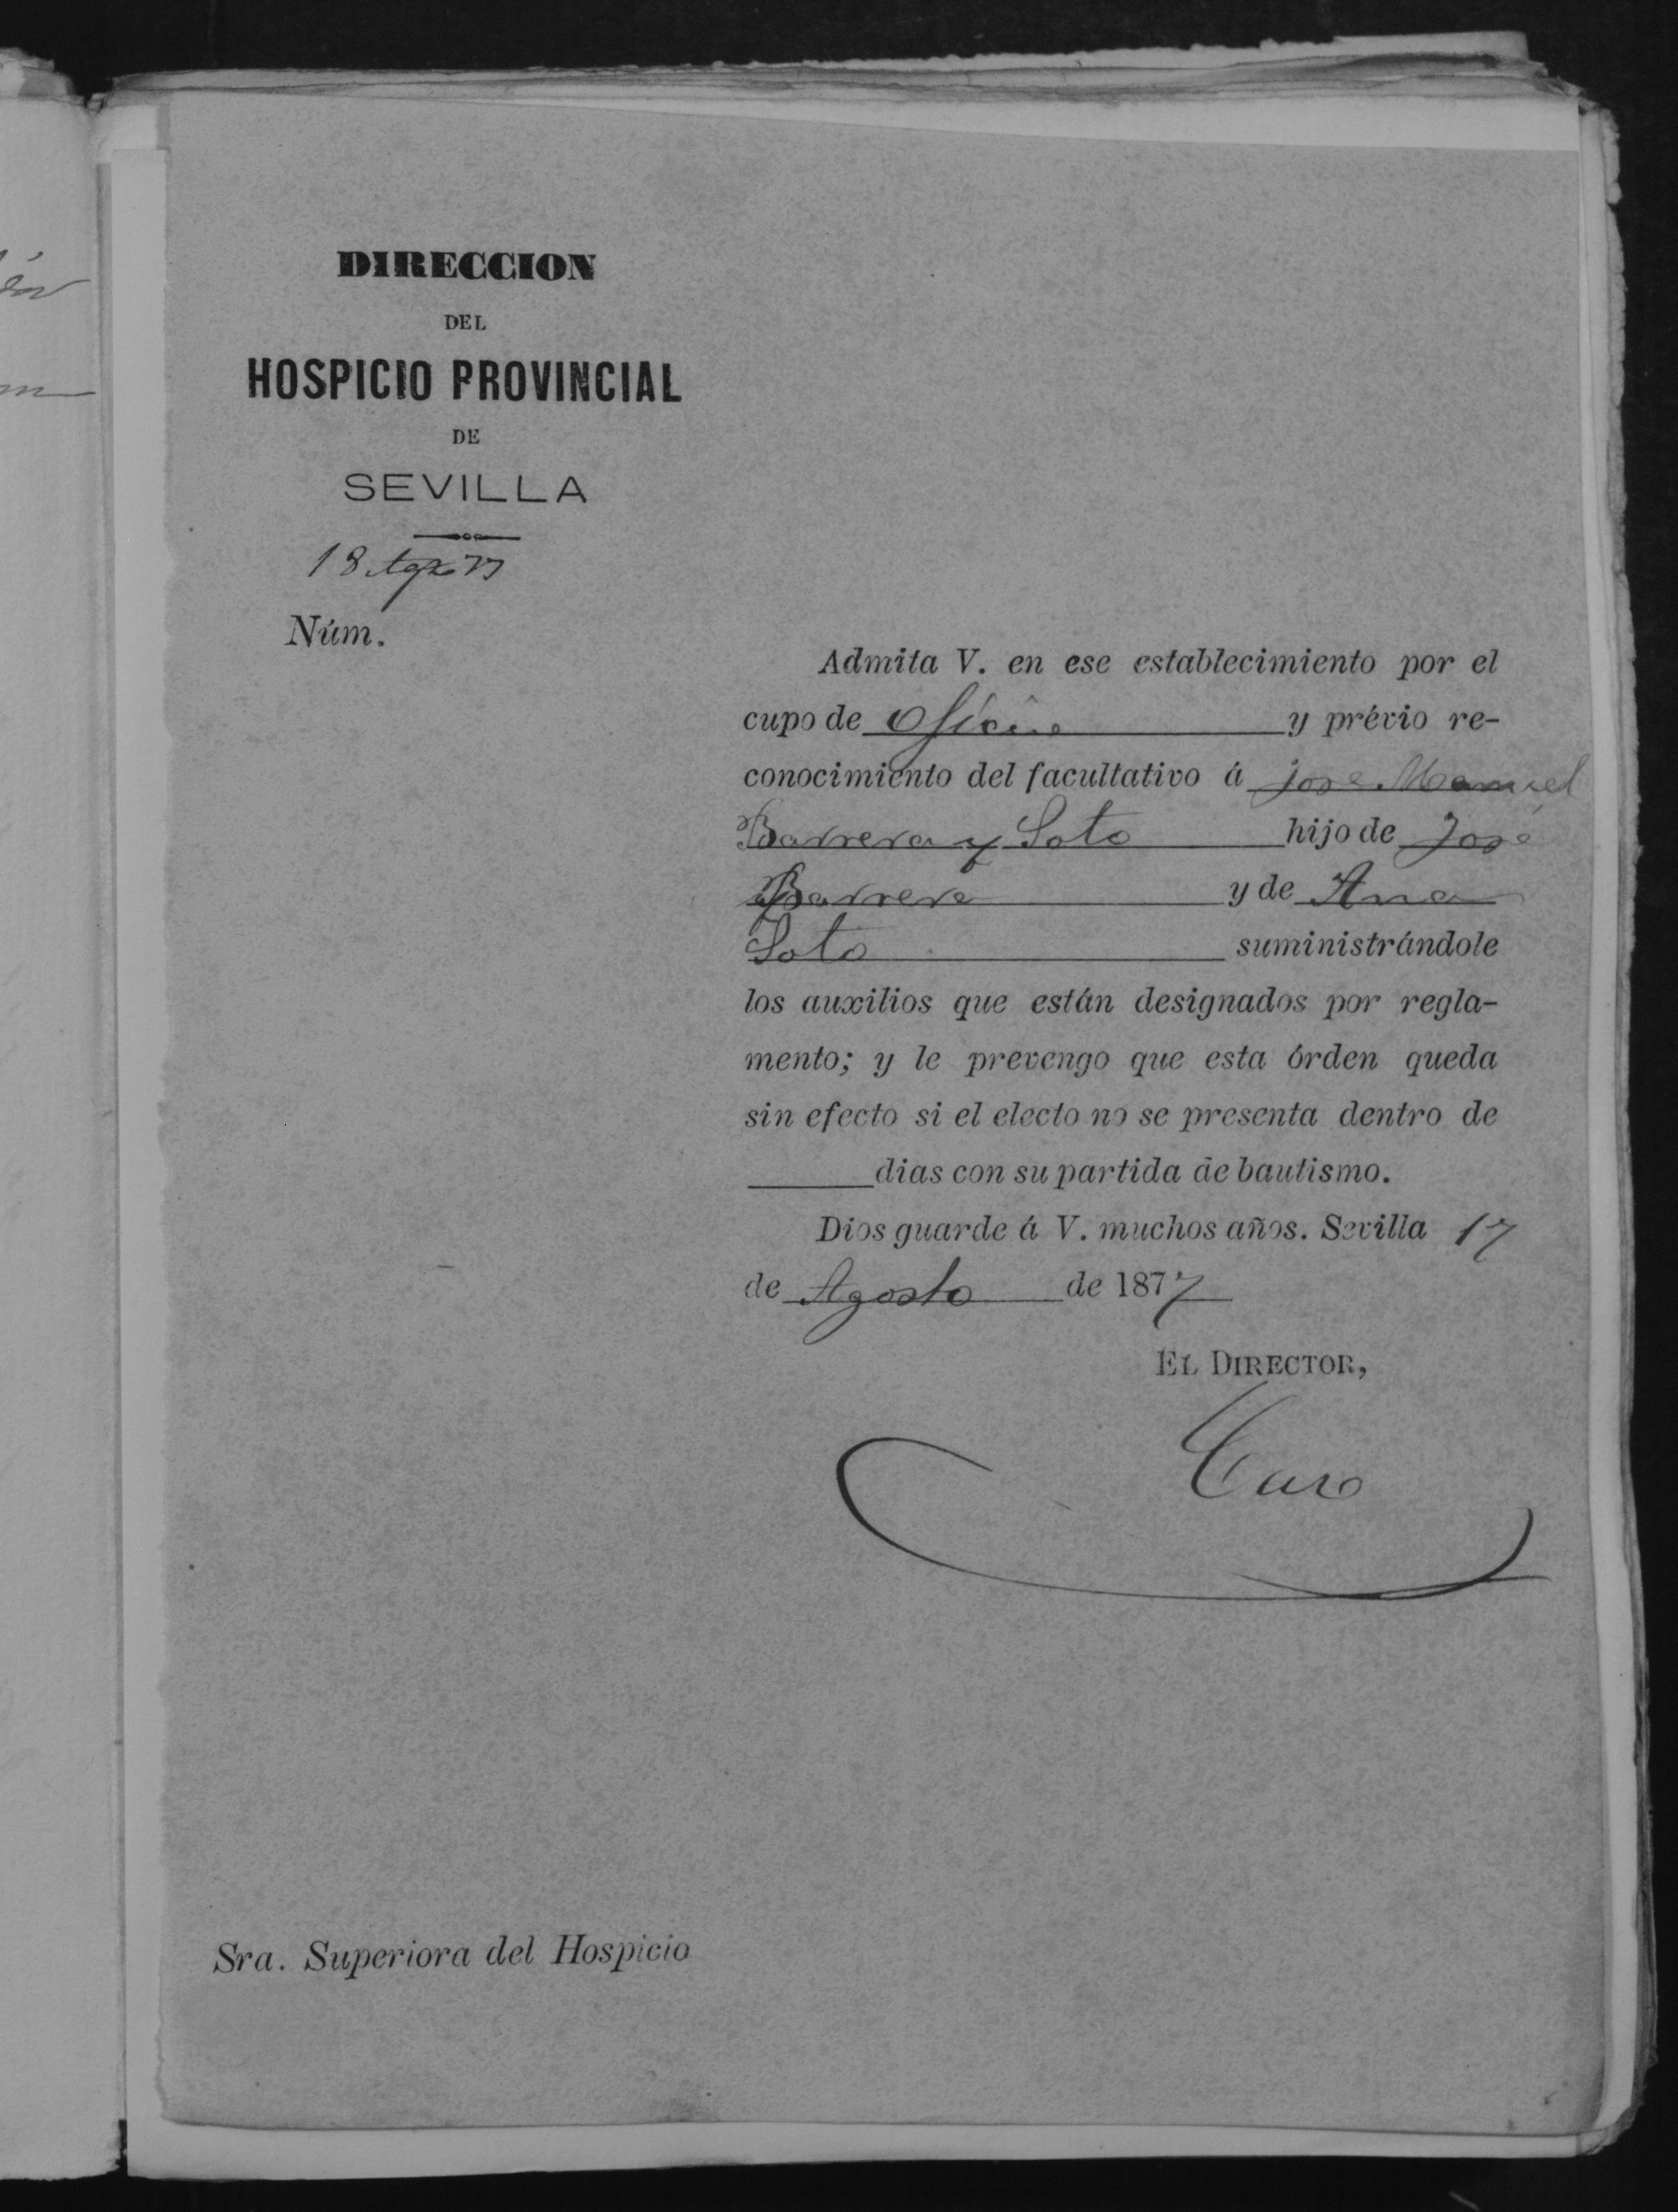 DIRECCION
DEL
HOSPICIO PROVINCIAL
DE
SEVILLA
18 Agto 77
Núm.
Admita V. en ese establecimiento por el
cupo de Oficio y prévio re-
conocimiento del facultativo á Jose Manuel
Barrera y Soto hijo de José
Barrera y de Ana
Soto suministrándole
los auxilios que están designados por regla-
mento; y le prevengo que esta órden queda
sin efecto si el electo no se presenta dentro de
dias con su partida de bautismo.
Dios guarde á V. muchos años. Sevilla 17
de Agosto de 1877
EL DIRECTOR,
Caro
Sra. Superiora del Hospicio